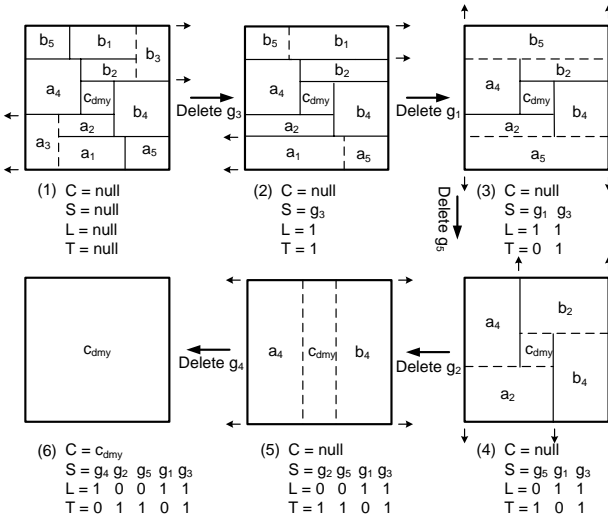 b5 b1 b3
b2
a4 cdmy b4
a2
a3 a1 a5
(1) C = null
S = null
L = null
T = null
Delete g3
b5 b1
b2
a4 cdmy b4
a2
a1 a5
(2) C = null
S = g3
L = 1
T = 1
Delete g1
b5
b2
a4 cdmy b4
a2
a5
(3) C = null
S = g1 g3
L = 1 1
T = 0 1
Delete g5
a4 b2
cdmy
a2 b4
(4) C = null
S = g5 g1 g3
L = 0 1 1
T = 1 0 1
Delete g2
a4 cdmy b4
(5) C = null
S = g2 g5 g1 g3
L = 0 0 1 1
T = 1 1 0 1
Delete g4
cdmy
(6) C = cdmy
S = g4 g2 g5 g1 g3
L = 1 0 0 1 1
T = 0 1 1 0 1